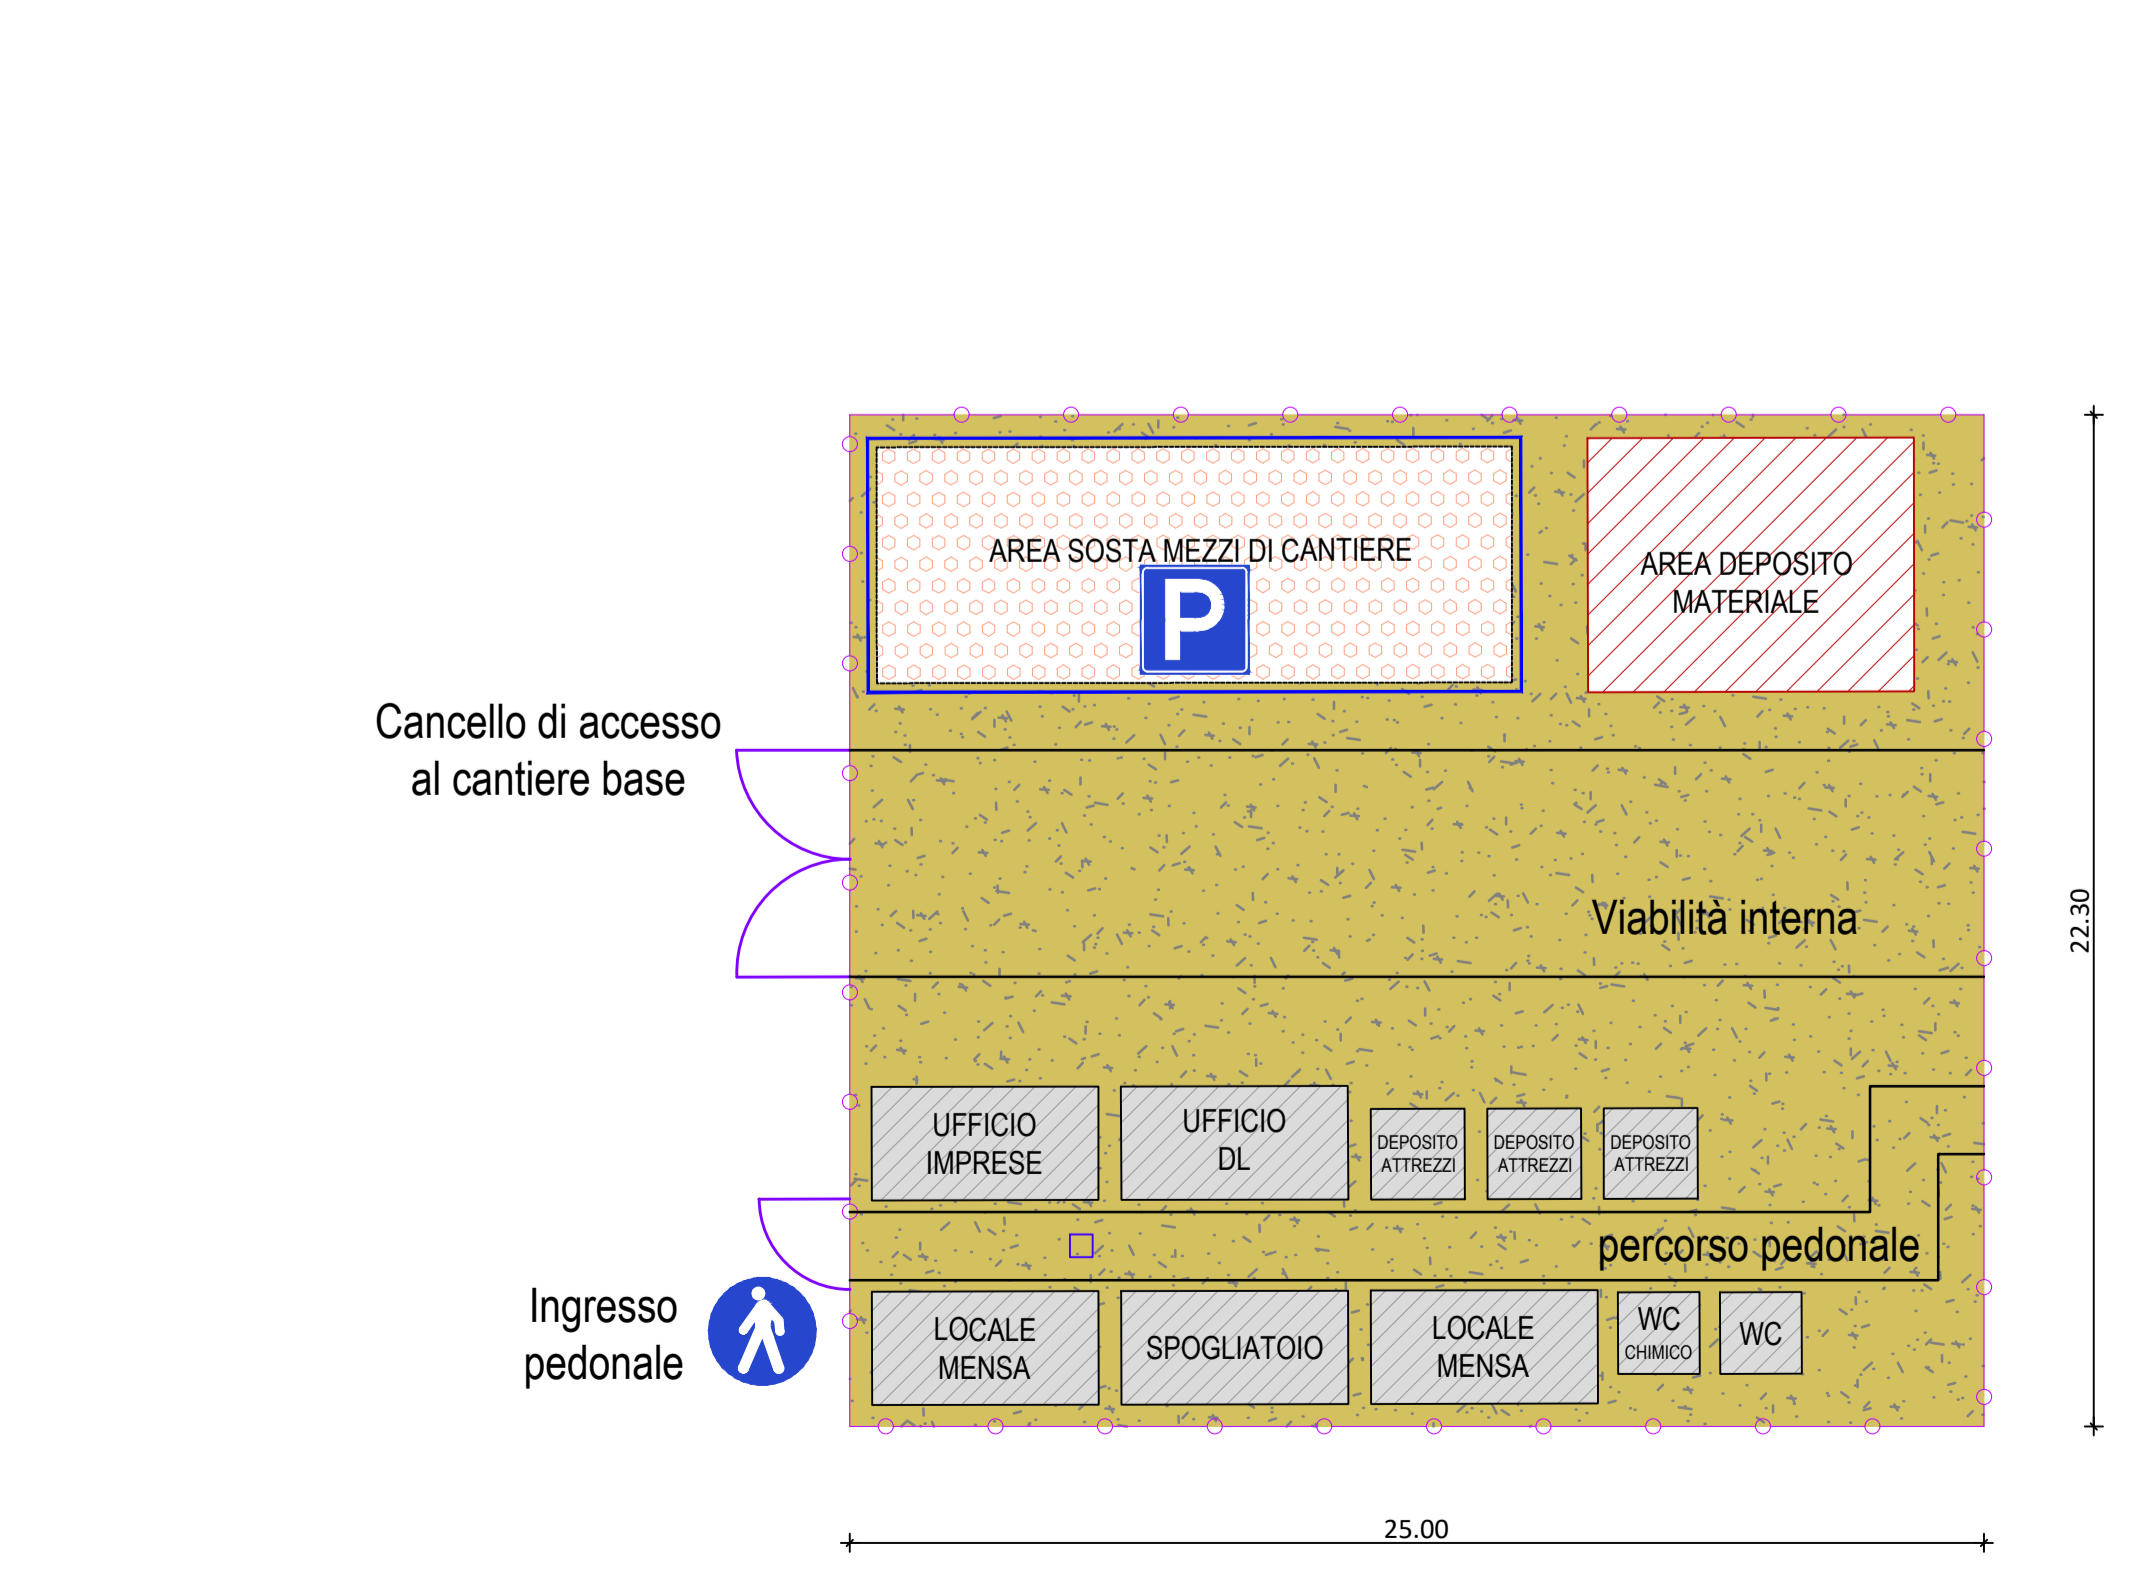 AREA SOSTA MEZZI DI CANTIERE
P
AREA DEPOSITO
MATERIALE
Cancello di accesso
al cantiere base
Viabilità interna
22.30
UFFICIO
IMPRESE
UFFICIO
DL
DEPOSITO
ATTREZZI
DEPOSITO
ATTREZZI
DEPOSITO
ATTREZZI
percorso pedonale
Ingresso
pedonale
LOCALE
MENSA
SPOGLIATOIO
LOCALE
MENSA
WC
CHIMICO
WC
25.00